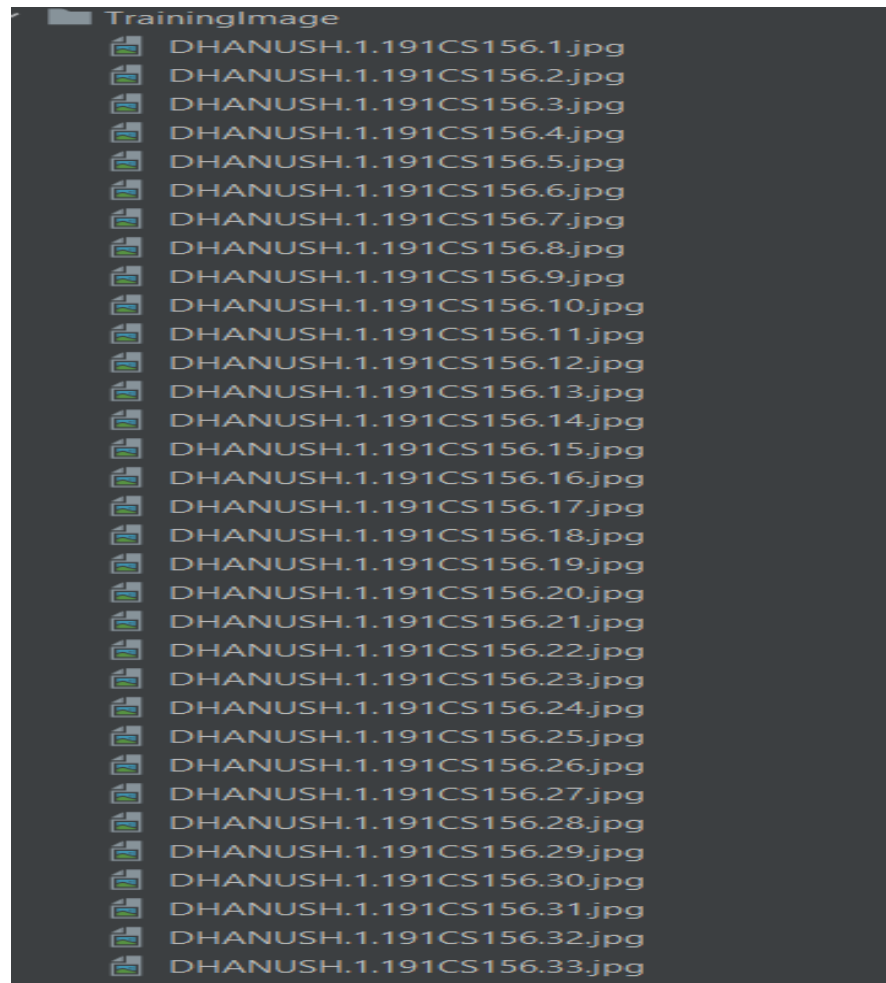 TrainingImage
DHANUSH.1.191CS156.1.jpg
DHANUSH.1.191CS156.2.jpg
DHANUSH.1.191CS156.3.jpg
DHANUSH.1.191CS156.4.jpg
DHANUSH.1.191CS156.5.jpg
DHANUSH.1.191CS156.6.jpg
DHANUSH.1.191CS156.7.jpg
DHANUSH.1.191CS156.8.jpg
DHANUSH.1.191CS156.9.jpg
DHANUSH.1.191CS156.10.jpg
DHANUSH.1.191CS156.11.jpg
DHANUSH.1.191CS156.12.jpg
DHANUSH.1.191CS156.13.jpg
DHANUSH.1.191CS156.14.jpg
DHANUSH.1.191CS156.15.jpg
DHANUSH.1.191CS156.16.jpg
DHANUSH.1.191CS156.17.jpg
DHANUSH.1.191CS156.18.jpg
DHANUSH.1.191CS156.19.jpg
DHANUSH.1.191CS156.20.jpg
DHANUSH.1.191CS156.21.jpg
DHANUSH.1.191CS156.22.jpg
DHANUSH.1.191CS156.23.jpg
DHANUSH.1.191CS156.24.jpg
DHANUSH.1.191CS156.25.jpg
DHANUSH.1.191CS156.26.jpg
DHANUSH.1.191CS156.27.jpg
DHANUSH.1.191CS156.28.jpg
DHANUSH.1.191CS156.29.jpg
DHANUSH.1.191CS156.30.jpg
DHANUSH.1.191CS156.31.jpg
DHANUSH.1.191CS156.32.jpg
DHANUSH.1.191CS156.33.jpg